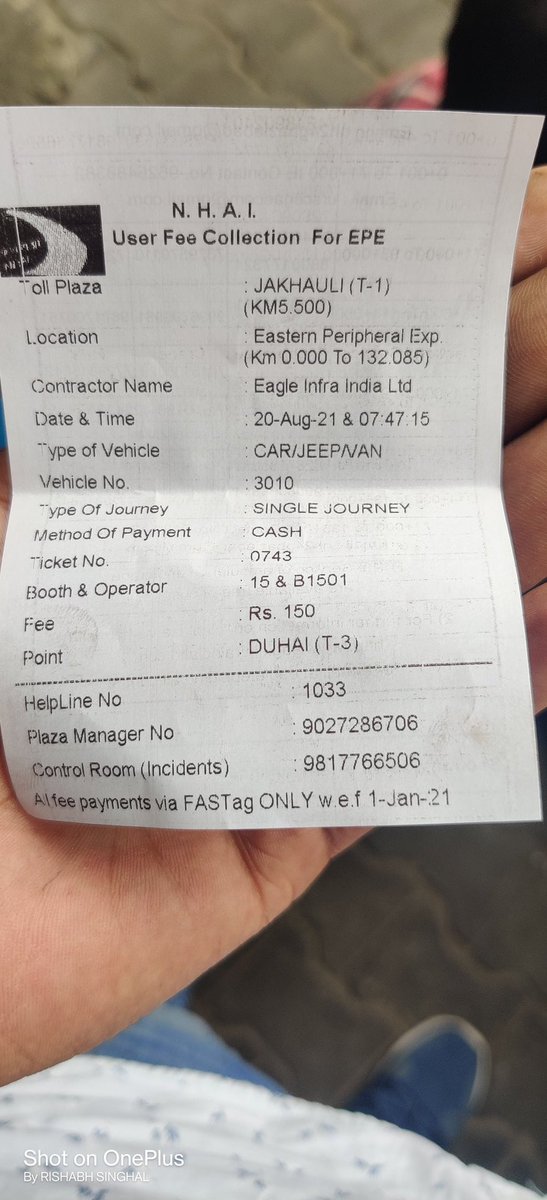 N. H. A. I.
User Fee Collection For EPE
Toll Plaza : JAKHAULI (T-1)
(KM5.500)
Location : Eastern Peripheral Exp.
(Km 0.000 To 132.085)
Contractor Name : Eagle Infra India Ltd
Date & Time : 20-Aug-21 & 07:47.15
Type of Vehicle : CAR/JEEP/VAN
Vehicle No. : 3010
Type Of Journey : SINGLE JOURNEY
Method Of Payment : CASH
Ticket No. : 0743
Booth & Operator : 15 & B1501
Fee : Rs. 150
Point : DUHAI (T-3)
HelpLine No : 1033
Plaza Manager No : 9027286706
Control Room (Incidents) : 9817766506
All fee payments via FASTag ONLY w.e.f 1-Jan-21
Shot on OnePlus
By RISHABH SINGHAL